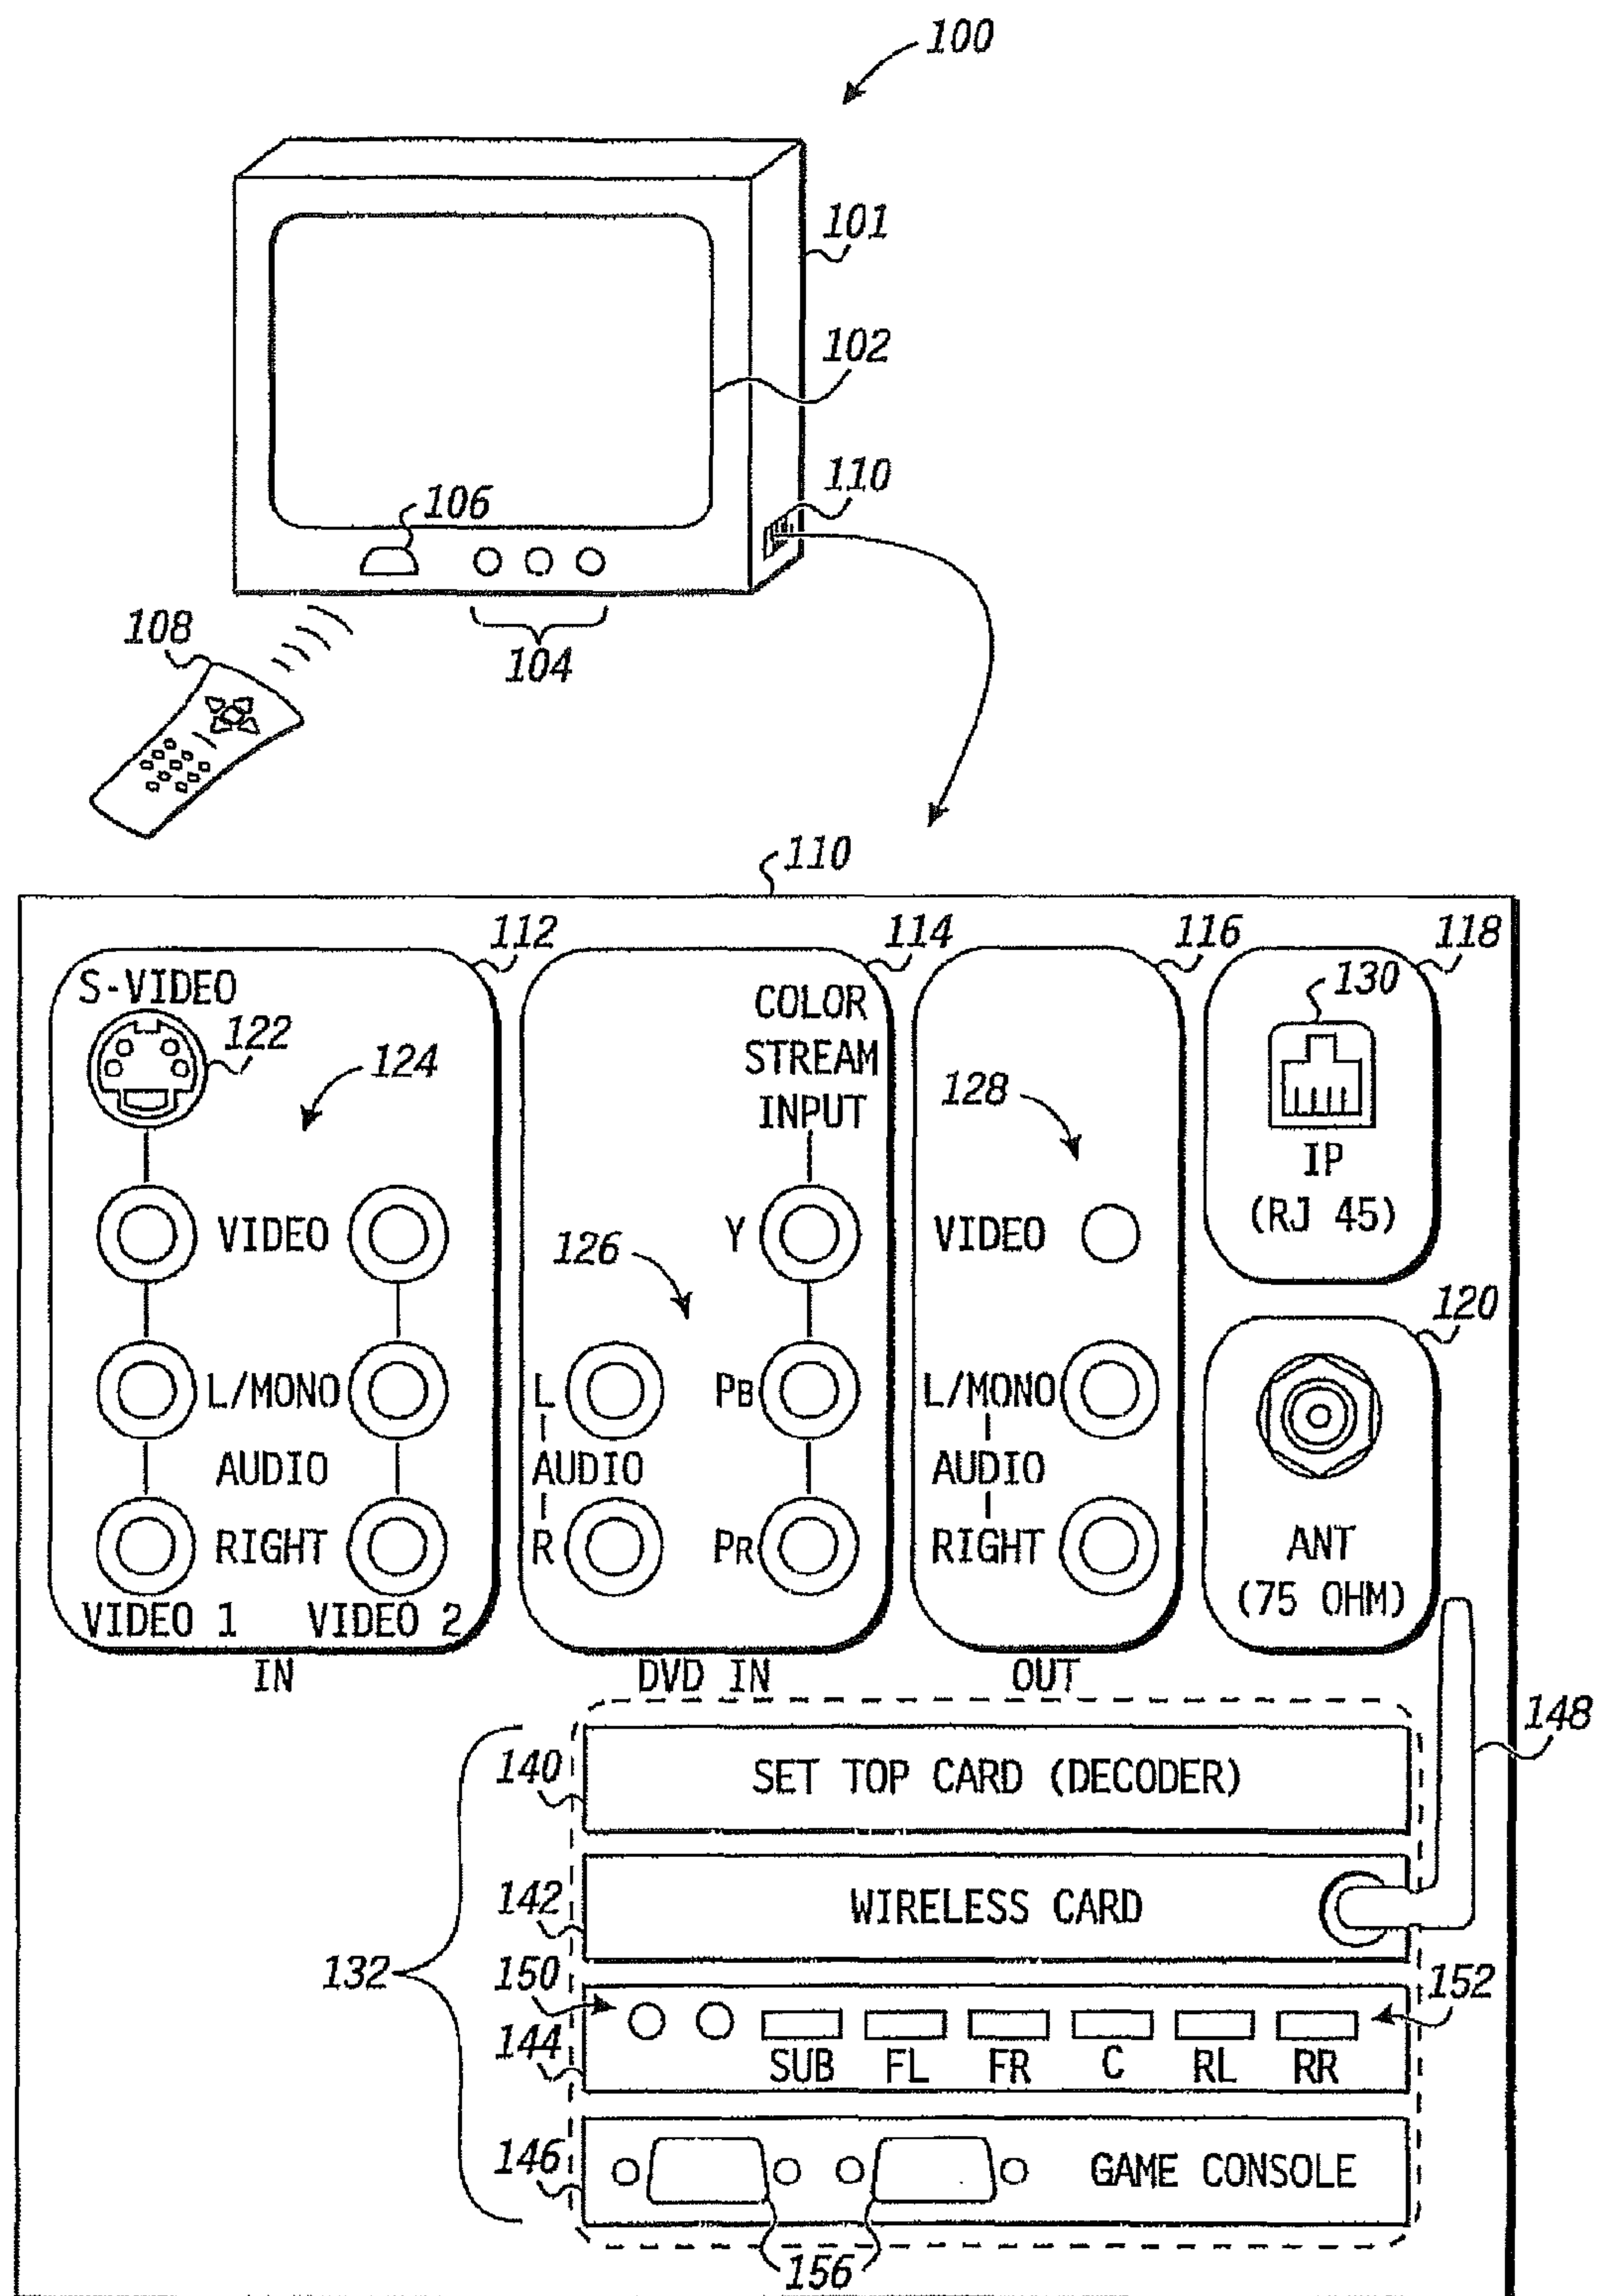 100
101
102
110
106
108
104
110
112
114
116
118
S-VIDEO
122
124
COLOR
STREAM
INPUT
128
130
IP
(RJ 45)
VIDEO
126
Y
VIDEO
120
L/MONO
L
PB
L/MONO
AUDIO
AUDIO
AUDIO
RIGHT
R
PR
RIGHT
ANT
(75 OHM)
VIDEO 1
VIDEO 2
IN
DVD IN
OUT
148
140
SET TOP CARD (DECODER)
142
WIRELESS CARD
132
150
152
144
SUB
FL
FR
C
RL
RR
146
GAME CONSOLE
156